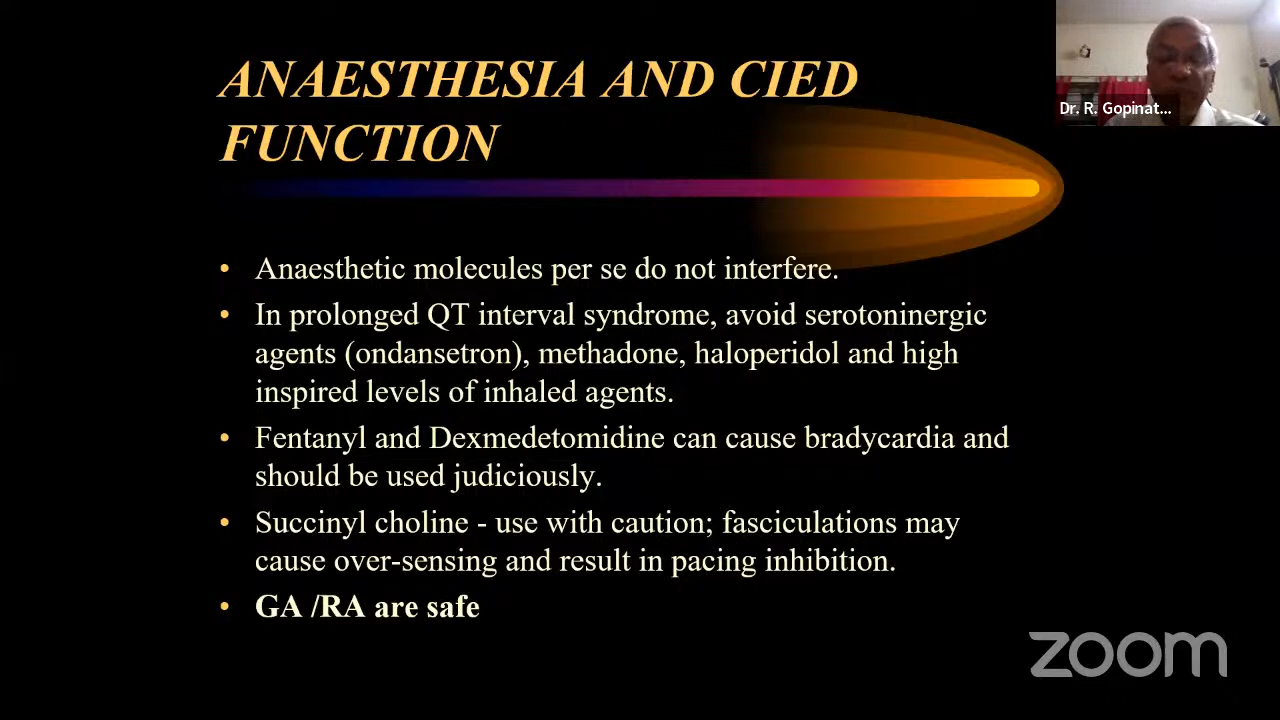 ANAESTHESIA AND CIED
FUNCTION
Dr. R. Gopinat...
• Anaesthetic molecules per se do not interfere.
• In prolonged QT interval syndrome, avoid serotoninergic
agents (ondansetron), methadone, haloperidol and high
inspired levels of inhaled agents.
• Fentanyl and Dexmedetomidine can cause bradycardia and
should be used judiciously.
• Succinyl choline - use with caution; fasciculations may
cause over-sensing and result in pacing inhibition.
• GA /RA are safe
zoom